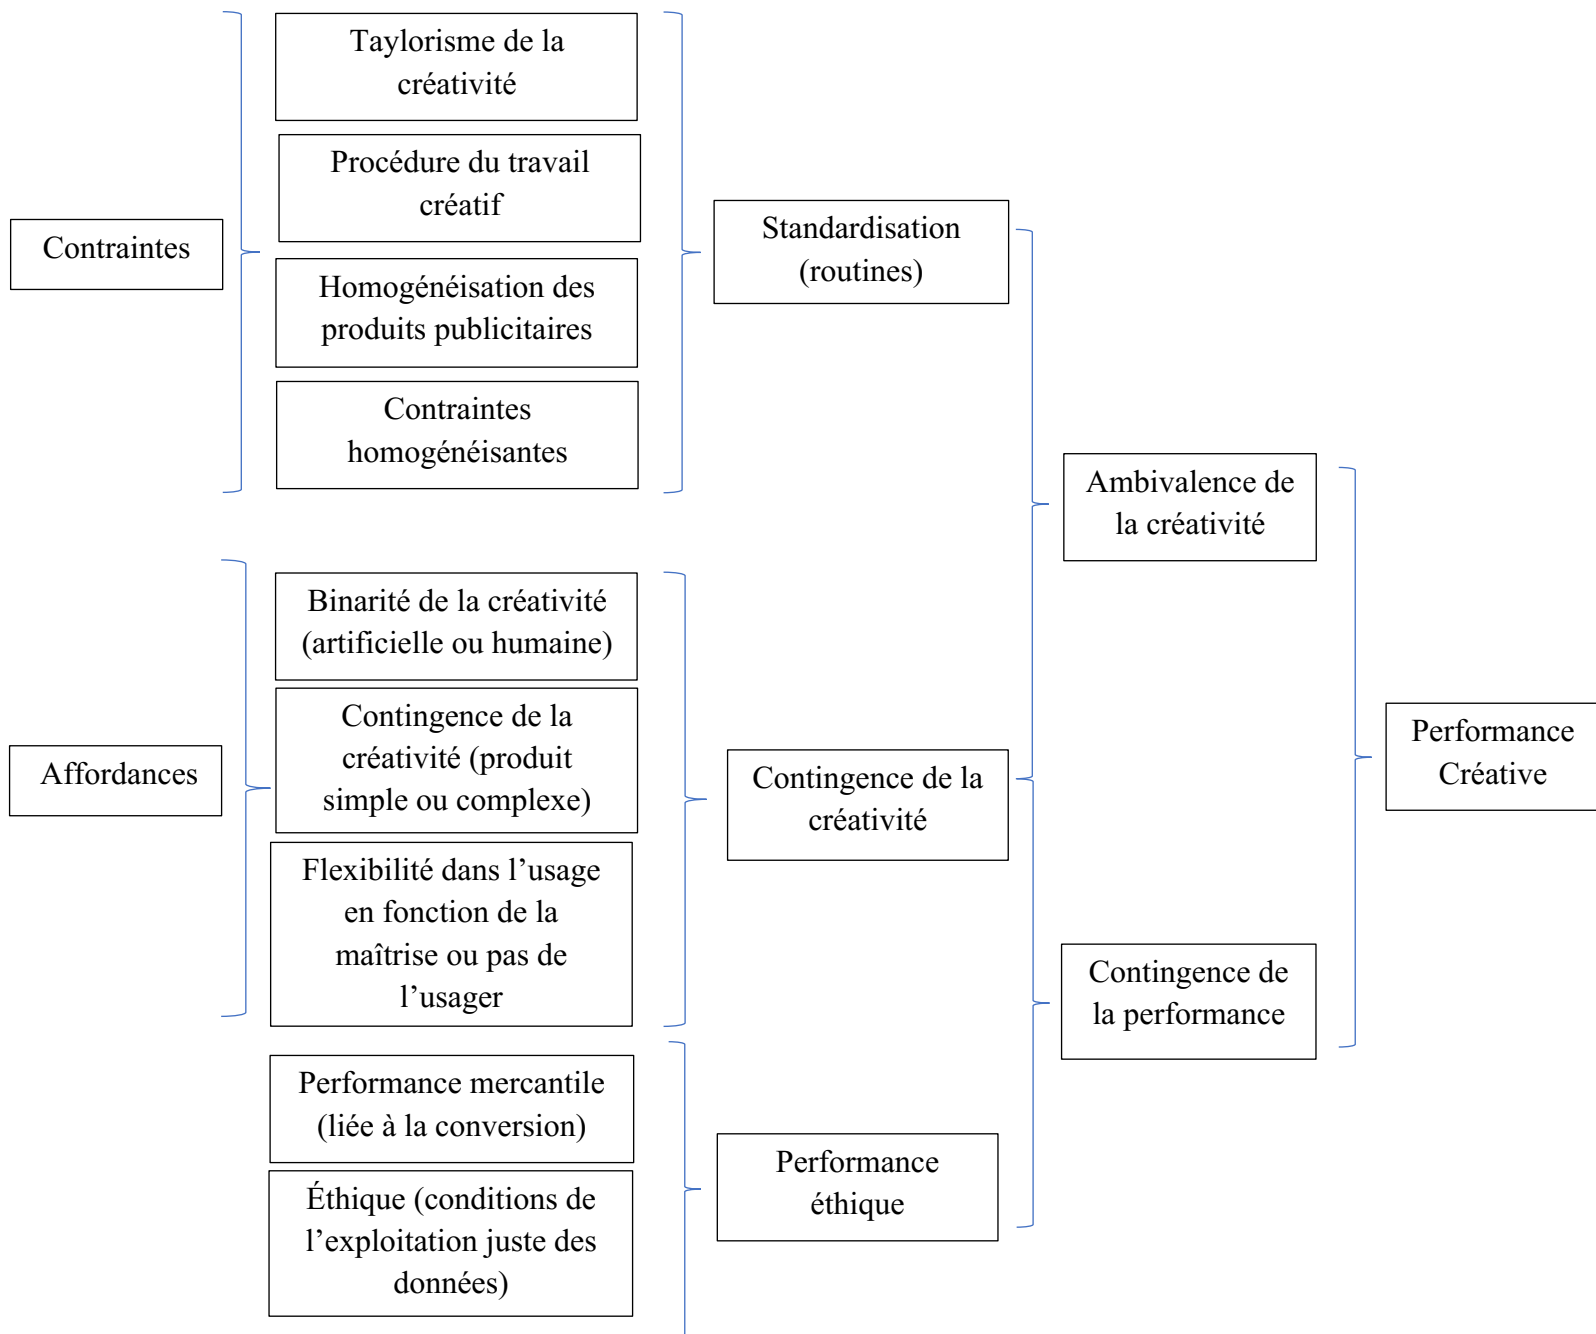 Contraintes
Taylorisme de la
créativité
Procédure du travail
créatif
Homogénéisation des
produits publicitaires
Contraintes
homogénéisantes
Standardisation
(routines)
Ambivalence de
la créativité
Affordances
Binarité de la créativité
(artificielle ou humaine)
Contingence de la
créativité (produit
simple ou complexe)
Flexibilité dans l’usage
en fonction de la
maîtrise ou pas de
l’usager
Contingence de la
créativité
Performance mercantile
(liée à la conversion)
Éthique (conditions de
l’exploitation juste des
données)
Performance
éthique
Contingence de
la performance
Performance
Créative